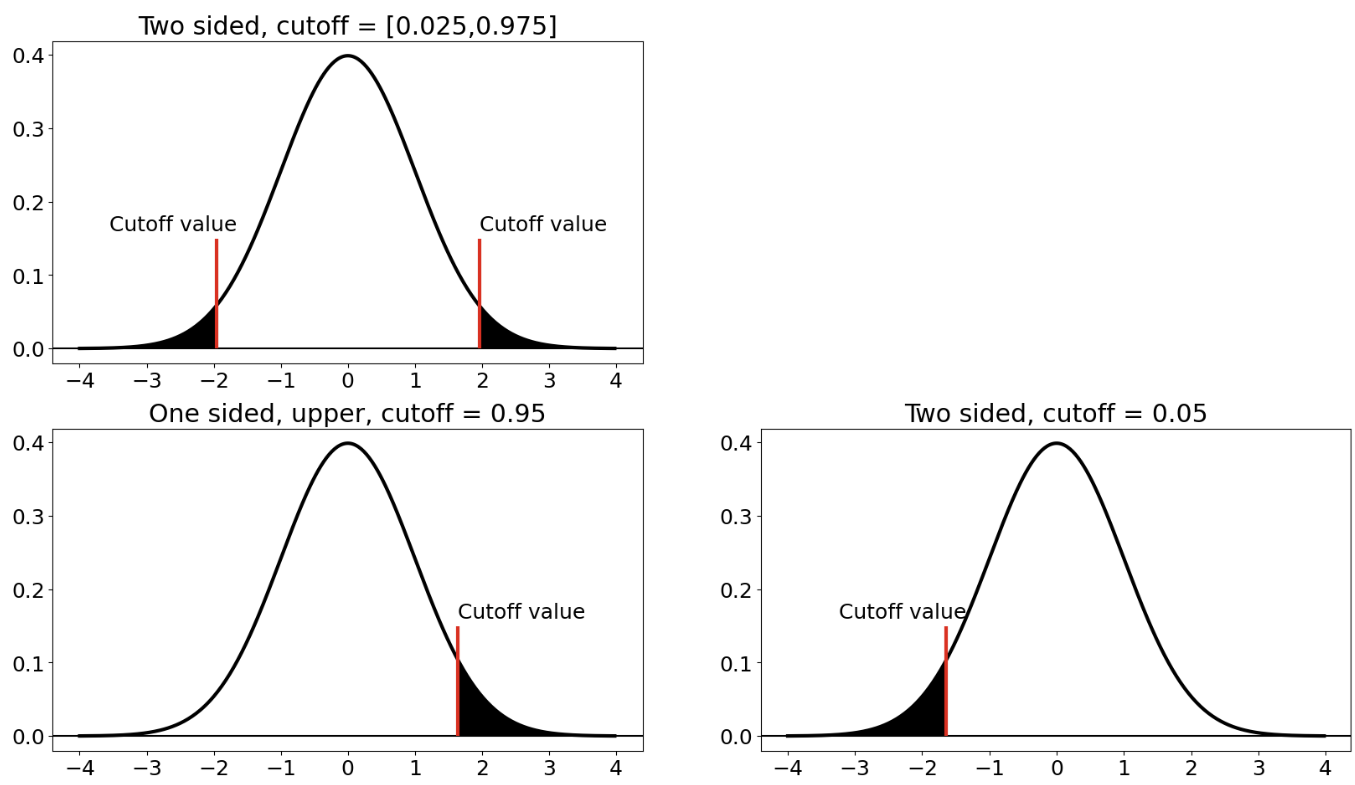 Two sided, cutoff = [0.025,0.975]
0.4
0.3
0.2
Cutoff value Cutoff value
0.1
0.0
−4 −3 −2 −1 0 1 2 3 4
One sided, upper, cutoff = 0.95
0.4
0.3
0.2
Cutoff value
0.1
0.0
−4 −3 −2 −1 0 1 2 3 4
Two sided, cutoff = 0.05
0.4
0.3
0.2
Cutoff value
0.1
0.0
−4 −3 −2 −1 0 1 2 3 4